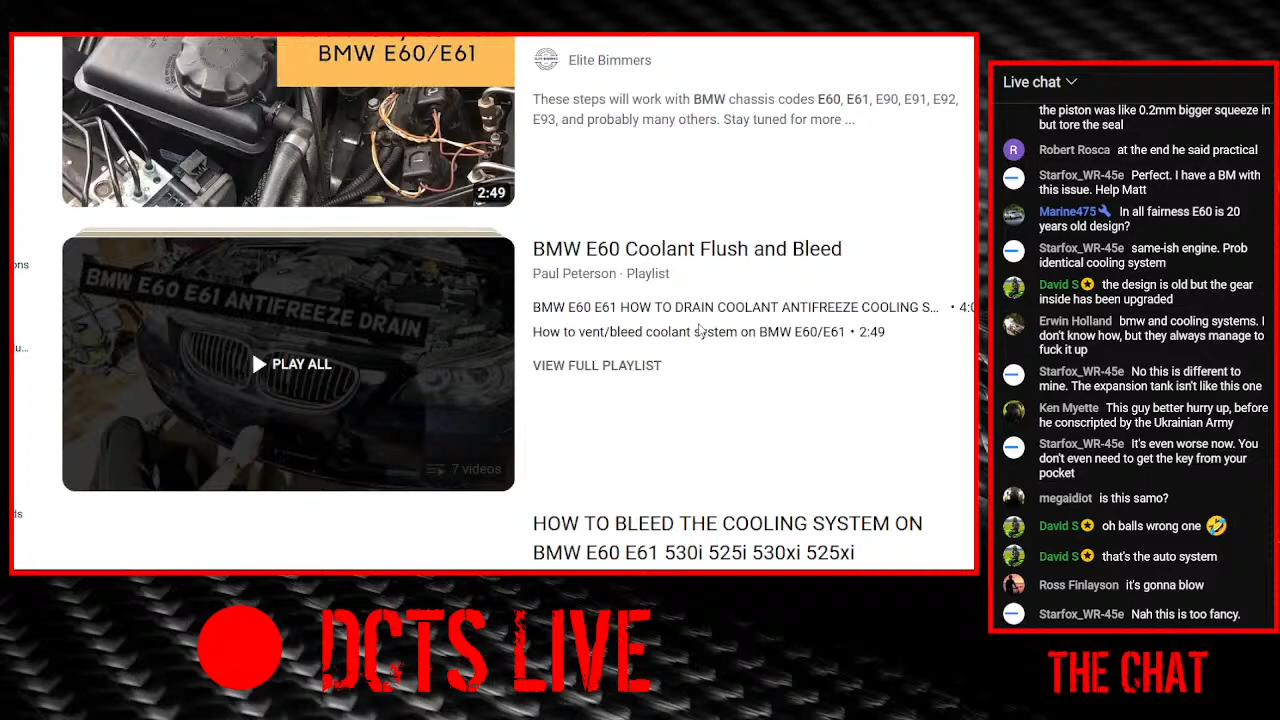 BMW E60/E61
Elite Bimmers
These steps will work with BMW chassis codes E60, E61, E90, E91, E92,
E93, and probably many others. Stay tuned for more ...
2:49
ons
BMW E60 E61 ANTIFREEZE DRAIN
PLAY ALL
7 videos
BMW E60 Coolant Flush and Bleed
Paul Peterson · Playlist
BMW E60 E61 HOW TO DRAIN COOLANT ANTIFREEZE COOLING S... • 4:0
How to vent/bleed coolant system on BMW E60/E61 • 2:49
u...
VIEW FULL PLAYLIST
ds
HOW TO BLEED THE COOLING SYSTEM ON
BMW E60 E61 530i 525i 530xi 525xi
Live chat
the piston was like 0.2mm bigger squeeze in
but tore the seal
R
Robert Rosca at the end he said practical
Starfox_WR-45e Perfect. I have a BM with
this issue. Help Matt
Marine475 In all fairness E60 is 20
years old design?
Starfox_WR-45e same-ish engine. Prob
identical cooling system
David S the design is old but the gear
inside has been upgraded
Erwin Holland bmw and cooling systems. I
don't know how, but they always manage to
fuck it up
Starfox_WR-45e No this is different to
mine. The expansion tank isn't like this one
Ken Myette This guy better hurry up, before
he conscripted by the Ukrainian Army
Starfox_WR-45e It's even worse now. You
don't even need to get the key from your
pocket
megaidiot is this samo?
David S oh balls wrong one 🤣
David S that's the auto system
Ross Finlayson it's gonna blow
Starfox_WR-45e Nah this is too fancy.
DCTS LIVE
THE CHAT